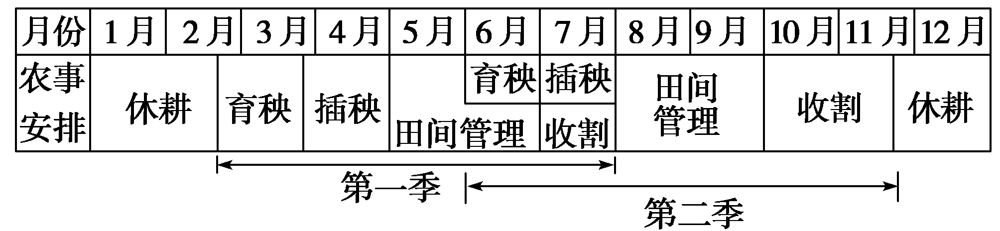 月份 1月 2月 3月 4月 5月 6月 7月 8月 9月 10月 11月 12月
农事安排 休耕 育秧 插秧 田间管理 育秧 插秧 收割 田间管理 收割 休耕
第一季
第二季